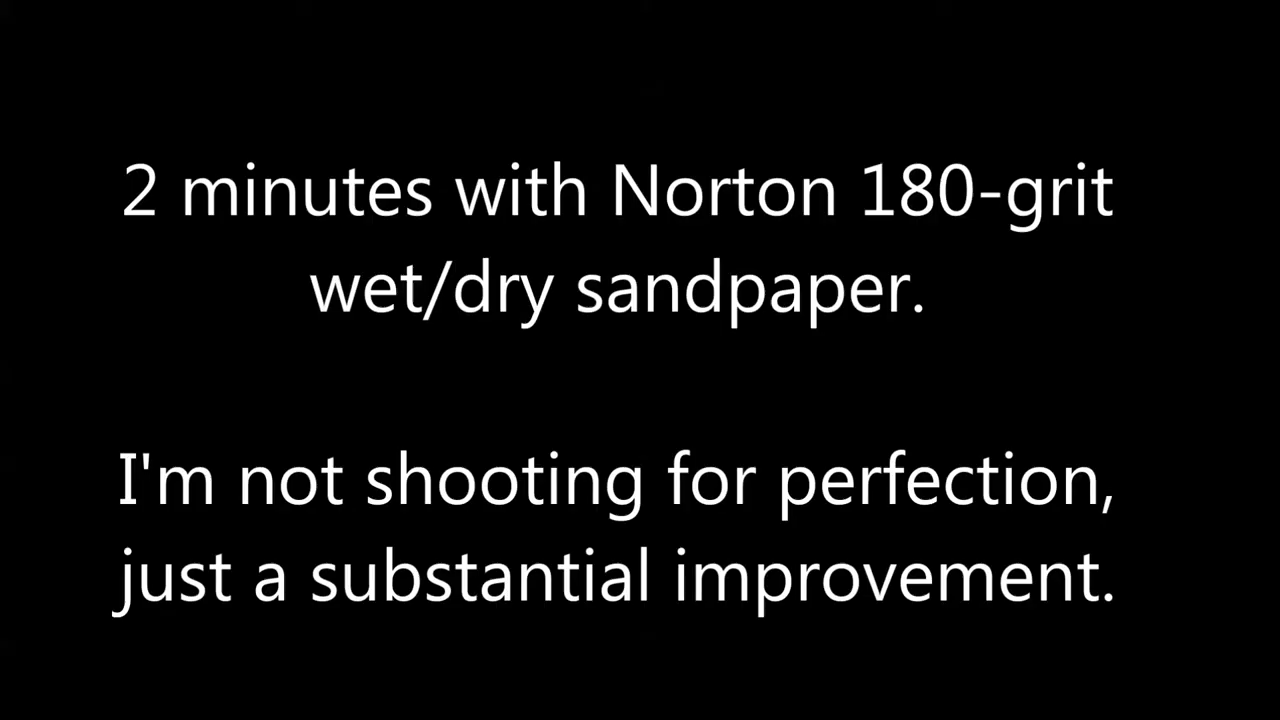 2 minutes with Norton 180-grit
wet/dry sandpaper.
I'm not shooting for perfection,
just a substantial improvement.